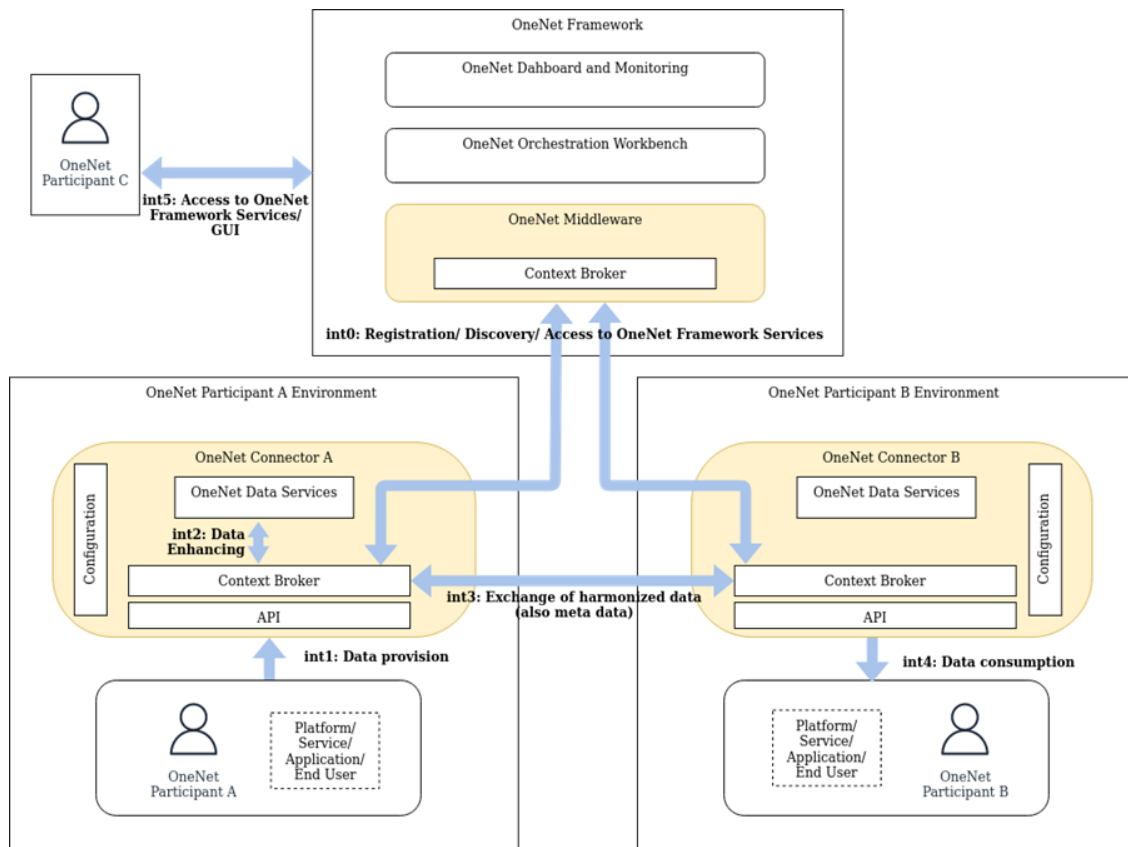 OneNet Framework
OneNet Dahboard and Monitoring
OneNet Orchestration Workbench
OneNet Middleware
Context Broker
OneNet
Participant C
int5: Access to OneNet
Framework Services/
GUI
int0: Registration/ Discovery/ Access to OneNet Framework Services
OneNet Participant A Environment
OneNet Connector A
Configuration
OneNet Data Services
int2: Data
Enhancing
Context Broker
API
int1: Data provision
OneNet
Participant A
Platform/
Service/
Application/
End User
int3: Exchange of harmonized data
(also meta data)
OneNet Participant B Environment
OneNet Connector B
OneNet Data Services
Configuration
Context Broker
API
int4: Data consumption
Platform/
Service/
Application/
End User
OneNet
Participant B